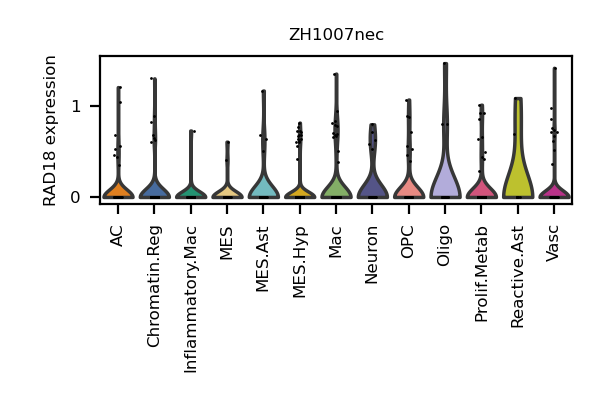 ZH1007nec
RAD18 expression
1
0
AC
Chromatin.Reg
Inflammatory.Mac
MES
MES.Ast
MES.Hyp
Mac
Neuron
OPC
Oligo
Prolif.Metab
Reactive.Ast
Vasc